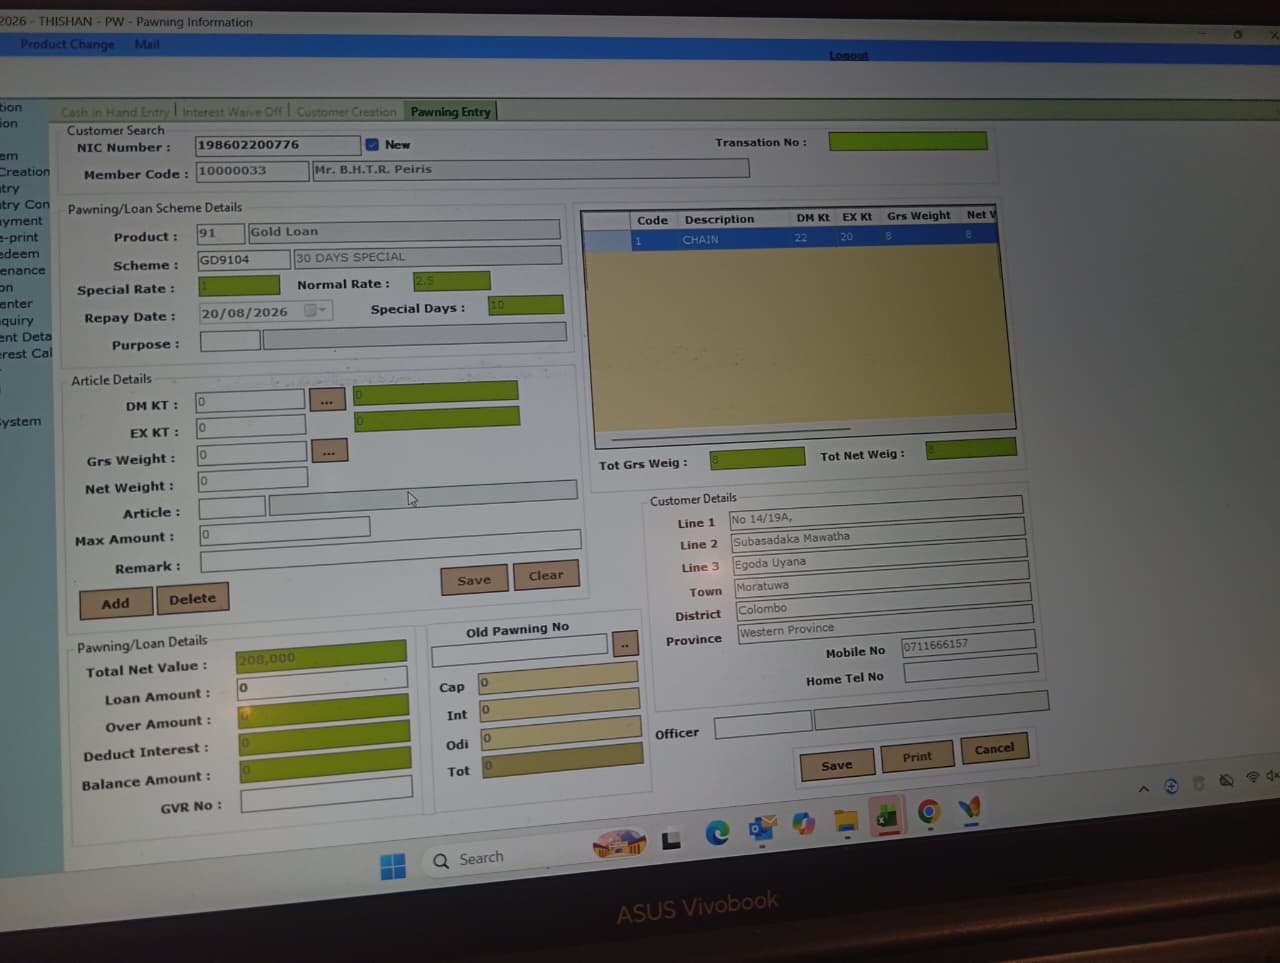 2026 - THISHAN - PW - Pawning Information
Product Change Mail
Logout
Cash in Hand Entry Interest Waive Off Customer Creation Pawning Entry
Customer Search
NIC Number : 198602200776 New
Transation No :
Member Code : 10000033 Mr. B.H.T.R. Peiris
Pawning/Loan Scheme Details
Product : 91 Gold Loan
Scheme : GD9104 30 DAYS SPECIAL
Special Rate : 1 Normal Rate : 2.5
Repay Date : 20/08/2026 Special Days : 10
Purpose :
Code Description DM Kt EX Kt Grs Weight Net W
1 CHAIN 22 20 8 8
Tot Grs Weig : 8 Tot Net Weig : 8
Article Details
DM KT : 0 ... 0
EX KT : 0 0
Grs Weight : 0 ...
Net Weight : 0
Article :
Max Amount : 0
Remark :
Add Delete Save Clear
Customer Details
Line 1 No 14/19A,
Line 2 Subasadaka Mawatha
Line 3 Egoda Uyana
Town Moratuwa
District Colombo
Province Western Province
Mobile No 0711666157
Home Tel No
Officer
Save Print Cancel
Pawning/Loan Details
Total Net Value : 208,000
Loan Amount : 0
Over Amount : 0
Deduct Interest : 0
Balance Amount : 0
GVR No :
Old Pawning No
..
Cap 0
Int 0
Odi 0
Tot 0
tion
ion
em
Creation
try
try Con
yment
e-print
edeem
enance
on
enter
quiry
ent Deta
rest Cal
ystem
Search
ASUS Vivobook